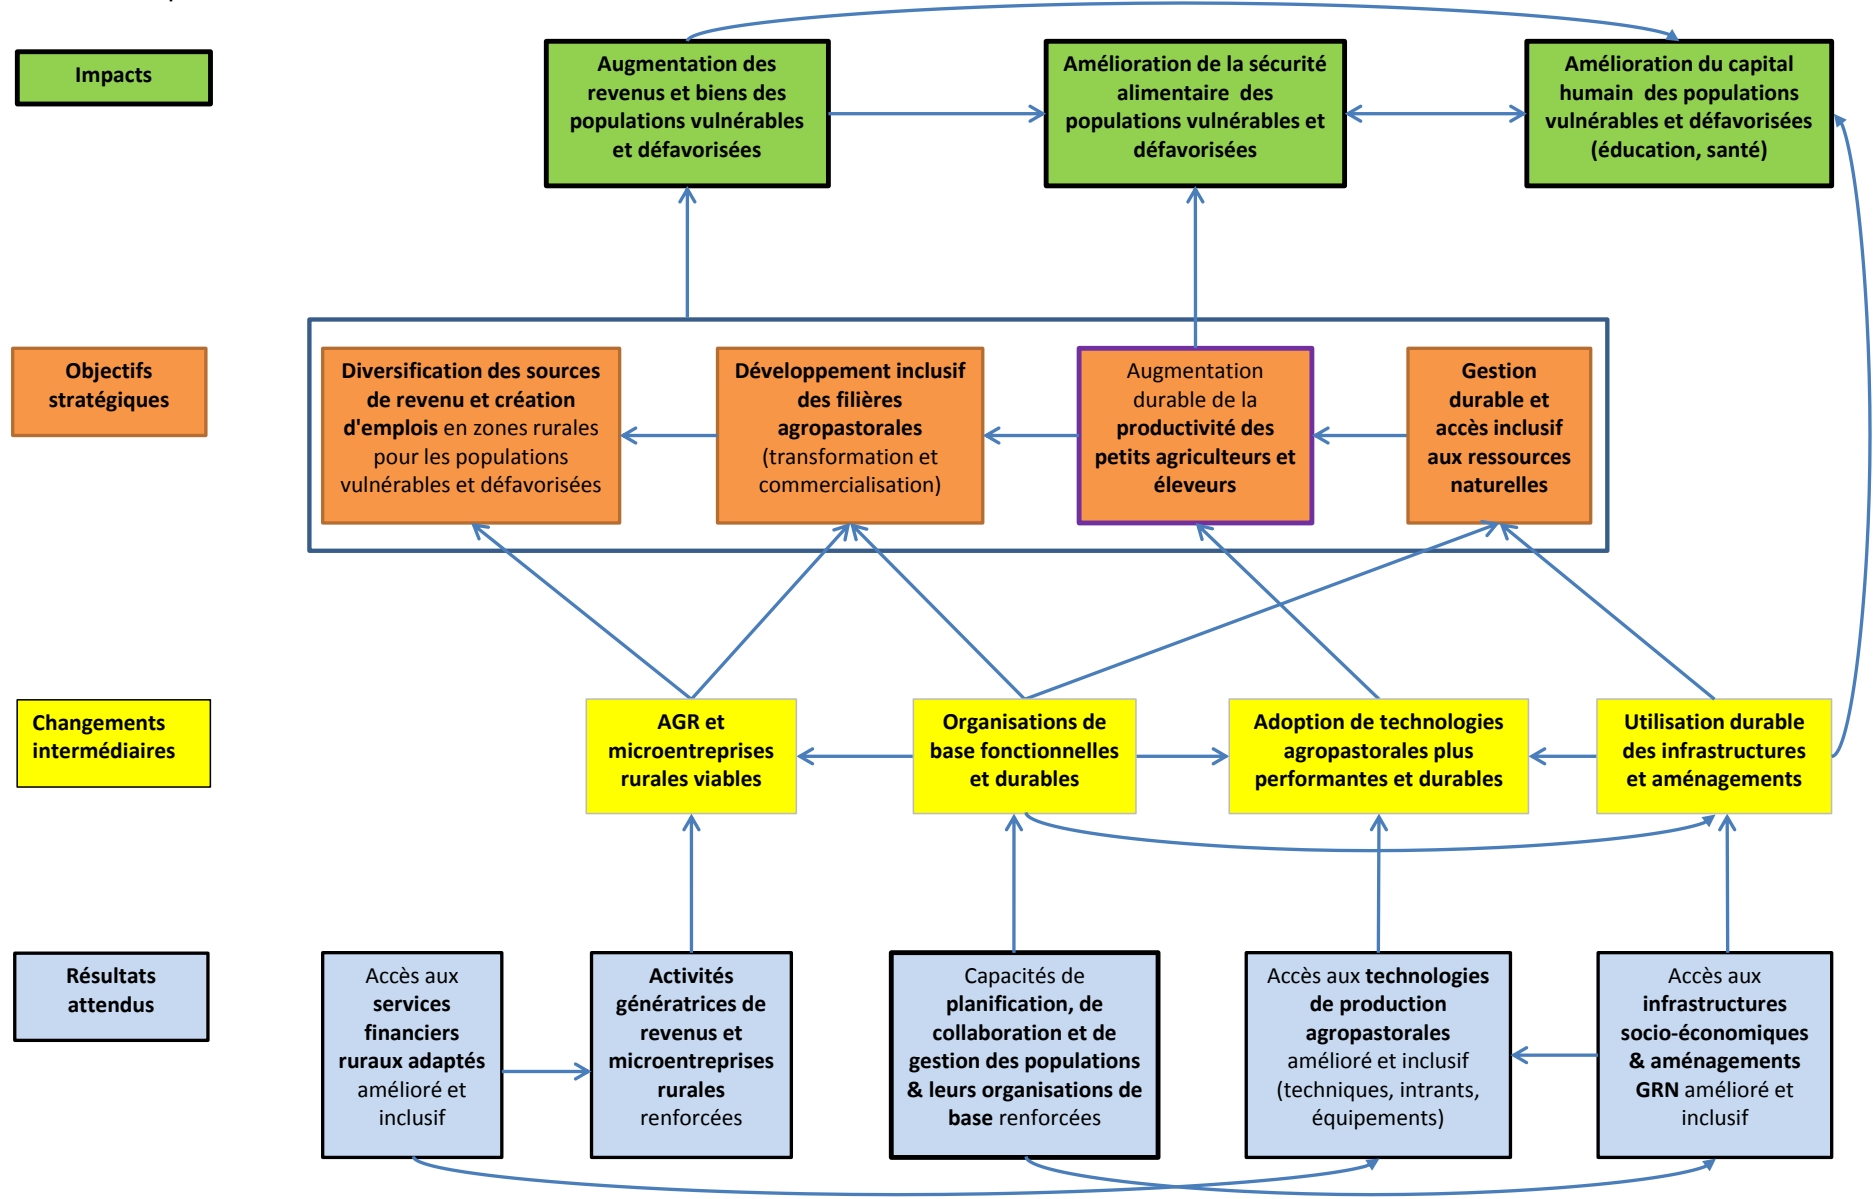 Impacts
Augmentation des
revenus et biens des
populations vulnérables
et défavorisées
Amélioration de la sécurité
alimentaire des
populations vulnérables et
défavorisées
Amélioration du capital
humain des populations
vulnérables et défavorisées
(éducation, santé)
Objectifs
stratégiques
Diversification des sources
de revenu et création
d'emplois en zones rurales
pour les populations
vulnérables et défavorisées
Développement inclusif
des filières
agropastorales
(transformation et
commercialisation)
Augmentation
durable de la
productivité des
petits agriculteurs et
éleveurs
Gestion
durable et
accès inclusif
aux ressources
naturelles
Changements
intermédiaires
AGR et
microentreprises
rurales viables
Organisations de
base fonctionnelles
et durables
Adoption de technologies
agropastorales plus
performantes et durables
Utilisation durable
des infrastructures
et aménagements
Résultats
attendus
Accès aux
services
financiers
ruraux adaptés
amélioré et
inclusif
Activités
génératrices de
revenus et
microentreprises
rurales
renforcées
Capacités de
planification, de
collaboration et de
gestion des populations
& leurs organisations de
base renforcées
Accès aux technologies
de production
agropastorales
amélioré et inclusif
(techniques, intrants,
équipements)
Accès aux
infrastructures
socio-économiques
& aménagements
GRN amélioré et
inclusif